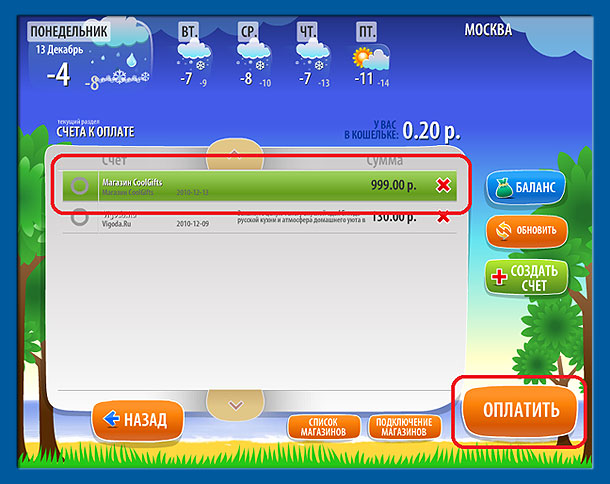 ПОНЕДЕЛЬНИК
ВТ. СР. ЧТ. ПТ.
МОСКВА
13 Декабрь
-4 -8
-7 -9
-8 -10
-7 -13
-11 -14
текущий раздел
СЧЕТА К ОПЛАТЕ
У ВАС
В КОШЕЛЬКЕ: 0.20 р.
Счет Сумма
Магазин CoolGifts
Магазин CoolGifts 2010-12-13
999.00 р.
Vigoda.Ru
130.00 р.
Vigoda.Ru 2010-12-09
русской кухни и атмосфера домашнего уюта в
БАЛАНС
ОБНОВИТЬ
СОЗДАТЬ
СЧЕТ
НАЗАД
СПИСОК
МАГАЗИНОВ
ПОДКЛЮЧЕНИЕ
МАГАЗИНОВ
ОПЛАТИТЬ